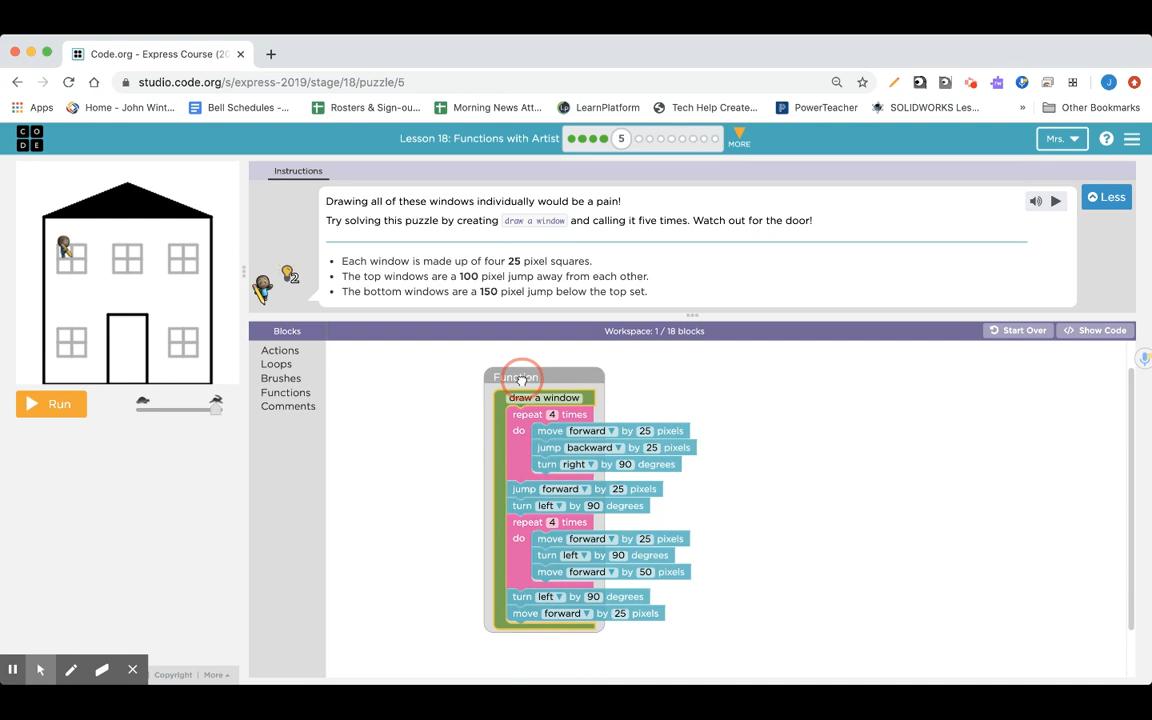 Code.org - Express Course (20
studio.code.org/s/express-2019/stage/18/puzzle/5
J
Apps Home - John Wint... Bell Schedules -... Rosters & Sign-ou... Morning News Att... Lp LearnPlatform Tech Help Create... PowerTeacher SOLIDWORKS Les... » Other Bookmarks
C O
D E
Lesson 18: Functions with Artist 5 MORE Mrs. ?
Instructions
Drawing all of these windows individually would be a pain!
Try solving this puzzle by creating draw a window and calling it five times. Watch out for the door!
Less
Each window is made up of four 25 pixel squares.
The top windows are a 100 pixel jump away from each other.
The bottom windows are a 150 pixel jump below the top set.
2
Blocks Workspace: 1 / 18 blocks Start Over </> Show Code
Actions
Loops
Brushes
Functions
Comments
Run
Function
draw a window
repeat 4 times
do move forward by 25 pixels
jump backward by 25 pixels
turn right by 90 degrees
jump forward by 25 pixels
turn left by 90 degrees
repeat 4 times
do move forward by 25 pixels
turn left by 90 degrees
move forward by 50 pixels
turn left by 90 degrees
move forward by 25 pixels
Copyright | More